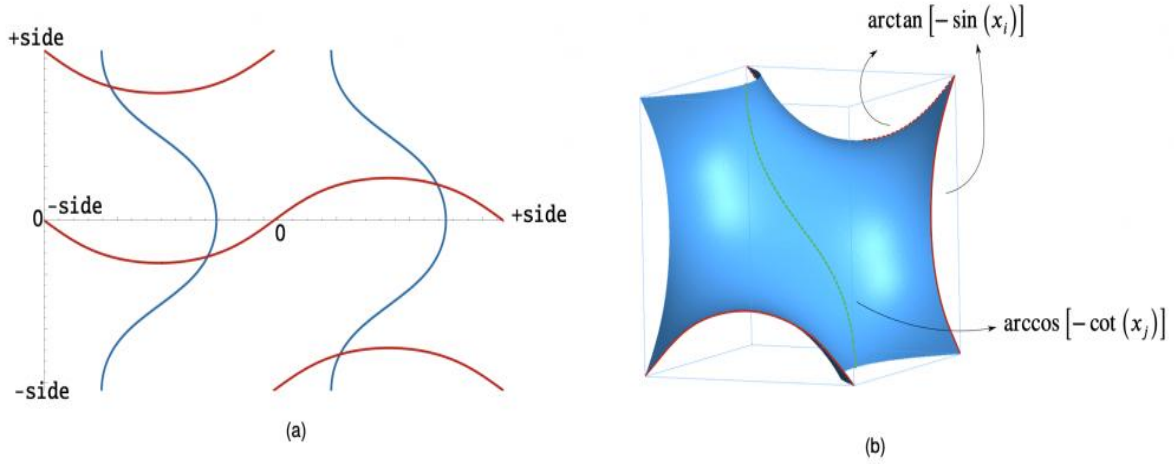 +side
0
-side
0
+side
-side
(a)
arctan [− sin (x_i)]
arccos [− cot (x_j)]
(b)